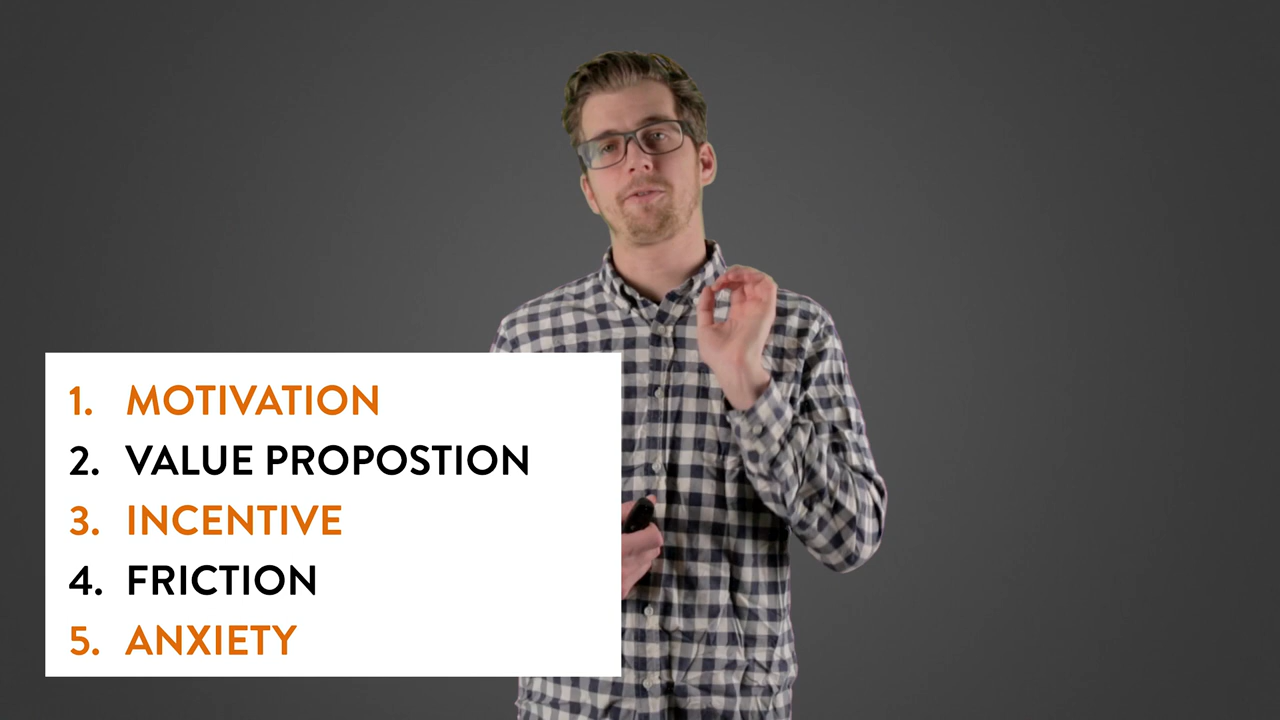 1. MOTIVATION
2. VALUE PROPOSTION
3. INCENTIVE
4. FRICTION
5. ANXIETY